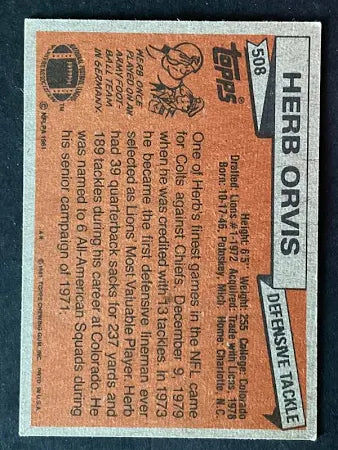 508
HERB ORVIS
DEFENSIVE TACKLE
TOPPS
Height: 6'5" Weight: 255 College: Colorado
Drafted: Lions #1-1972 Acquired: Trade with Lions, 1978
Born: 10-17-46, Petoskey, Mich. Home: Charlotte, N.C.
One of Herb's finest games in the NFL came
for Colts against Chiefs, December 9, 1979
when he was credited with 13 tackles. In 1973
he became the first defensive lineman ever
selected as Lions' Most Valuable Player. Herb
had 39 quarterback sacks for 237 yards and
189 tackles during his career at Colorado. He
was named to 6 All-American Squads during
his senior campaign of 1971.
HERB ONCE
PLAYED ON AN
ARMY FOOT-
BALL TEAM
IN GERMANY.
TM
© NFLPA 1981
© 1981 TOPPS CHEWING GUM, INC. PRTD. IN U.S.A.